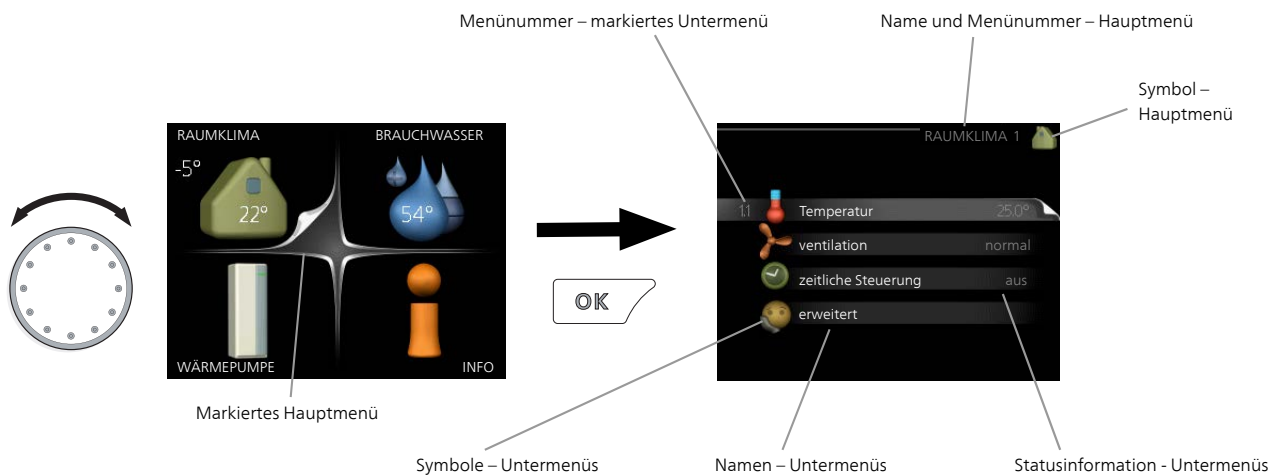 Menünummer – markiertes Untermenü
Name und Menünummer – Hauptmenü
Symbol –
Hauptmenü
RAUMKLIMA
BRAUCHWASSER
-5°
22°
54°
WÄRMEPUMPE
INFO
Markiertes Hauptmenü
OK
RAUMKLIMA 1
1.1 Temperatur 25.0°
ventilation normal
zeitliche Steuerung aus
erweitert
Symbole – Untermenüs
Namen – Untermenüs
Statusinformation - Untermenüs